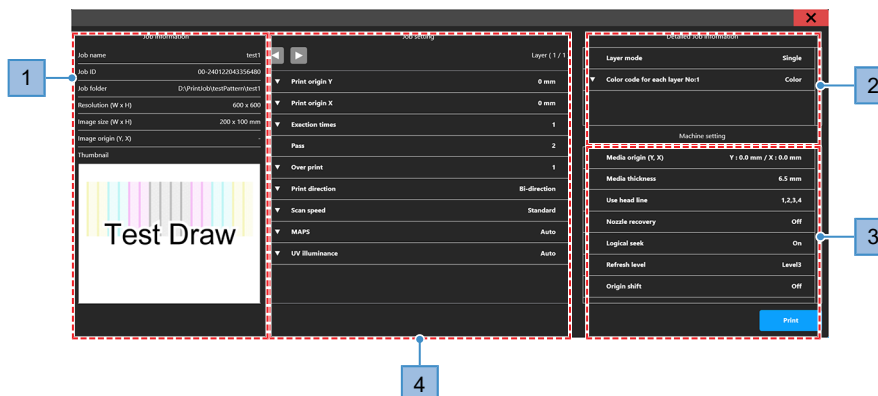 Job information
Job name test1
Job ID 00-240122043356480
Job folder D:\PrintJob\testPattern\test1
Resolution (W x H) 600 x 600
Image size (W x H) 200 x 100 mm
Image origin (Y, X) -
Thumbnail
Test Draw
Job setting
Layer ( 1 / 1
Print origin Y 0 mm
Print origin X 0 mm
Exection times 1
Pass 2
Over print 1
Print direction Bi-direction
Scan speed Standard
MAPS Auto
UV illuminance Auto
Detailed Job information
Layer mode Single
Color code for each layer No:1 Color
Machine setting
Media origin (Y, X) Y : 0.0 mm / X : 0.0 mm
Media thickness 6.5 mm
Use head line 1,2,3,4
Nozzle recovery Off
Logical seek On
Refresh level Level3
Origin shift Off
Print
1
2
3
4